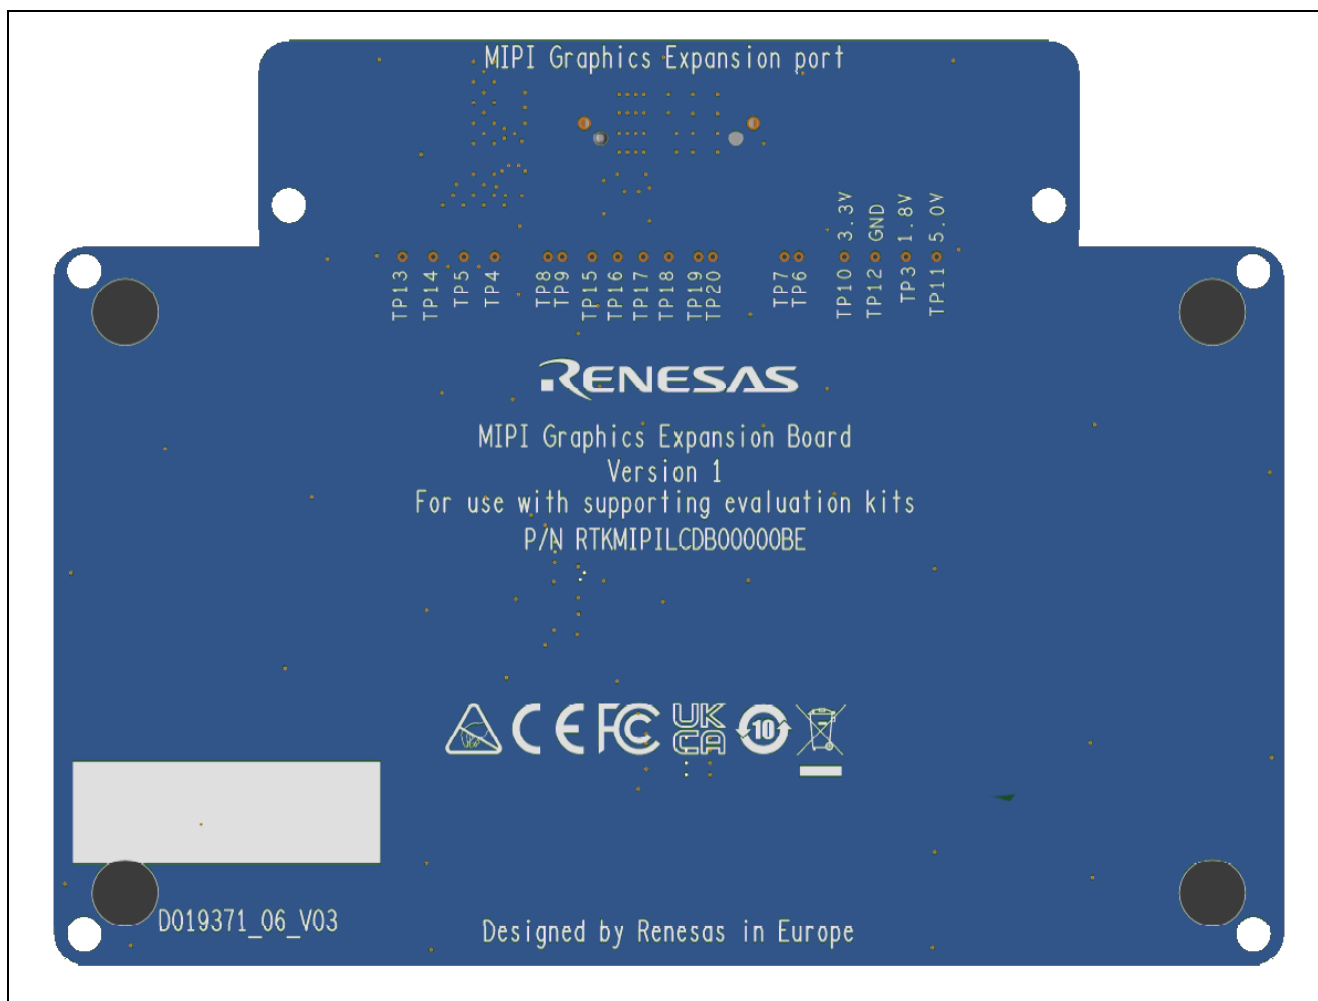 MIPI Graphics Expansion port
3.3V
GND
1.8V
5.0V
TP13
TP14
TP5
TP4
TP8
TP9
TP15
TP16
TP17
TP18
TP19
TP20
TP7
TP6
TP10
TP12
TP3
TP11
RENESAS
MIPI Graphics Expansion Board
Version 1
For use with supporting evaluation kits
P/N RTKMIPILCDB00000BE
CE FC UK CA 10
D019371_06_V03
Designed by Renesas in Europe